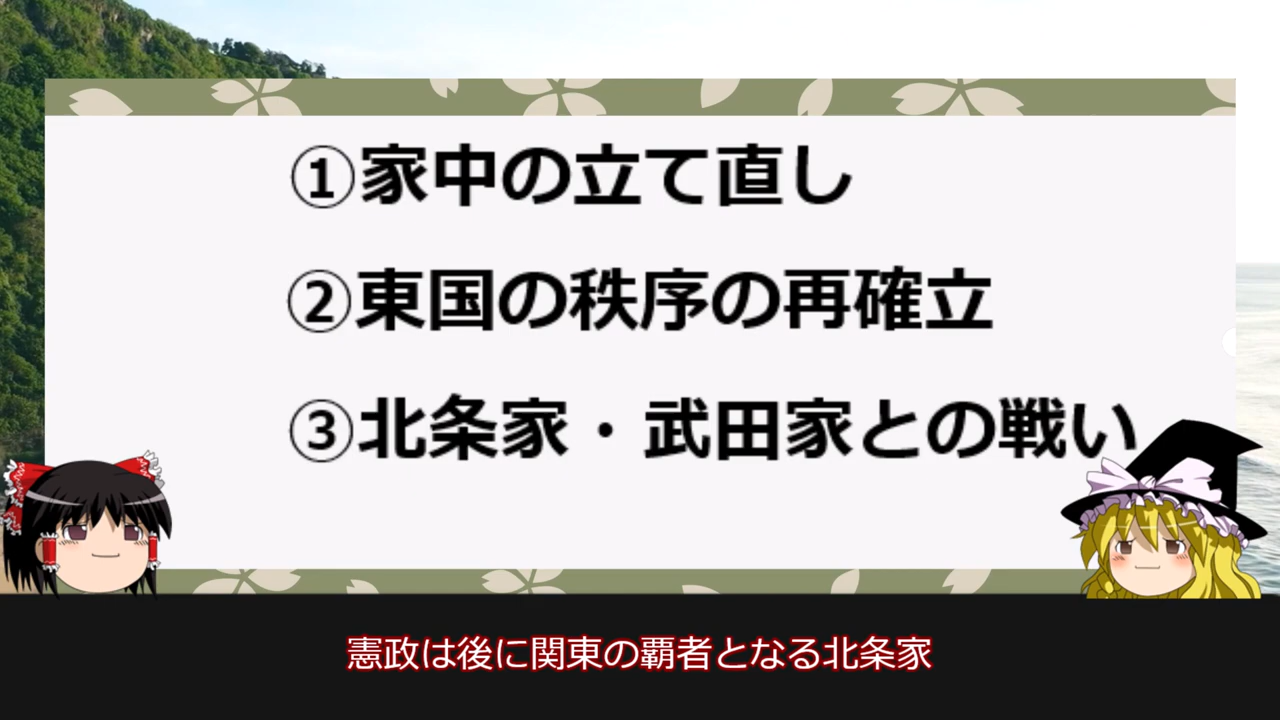 ①家中の立て直し
②東国の秩序の再確立
③北条家・武田家との戦い
憲政は後に関東の覇者となる北条家